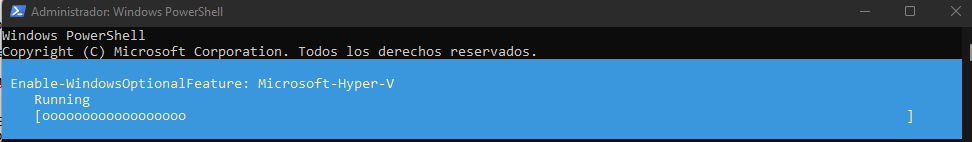 Administrador: Windows PowerShell
Windows PowerShell
Copyright (C) Microsoft Corporation. Todos los derechos reservados.
Enable-WindowsOptionalFeature: Microsoft-Hyper-V
Running
[oooooooooooooooooo ]